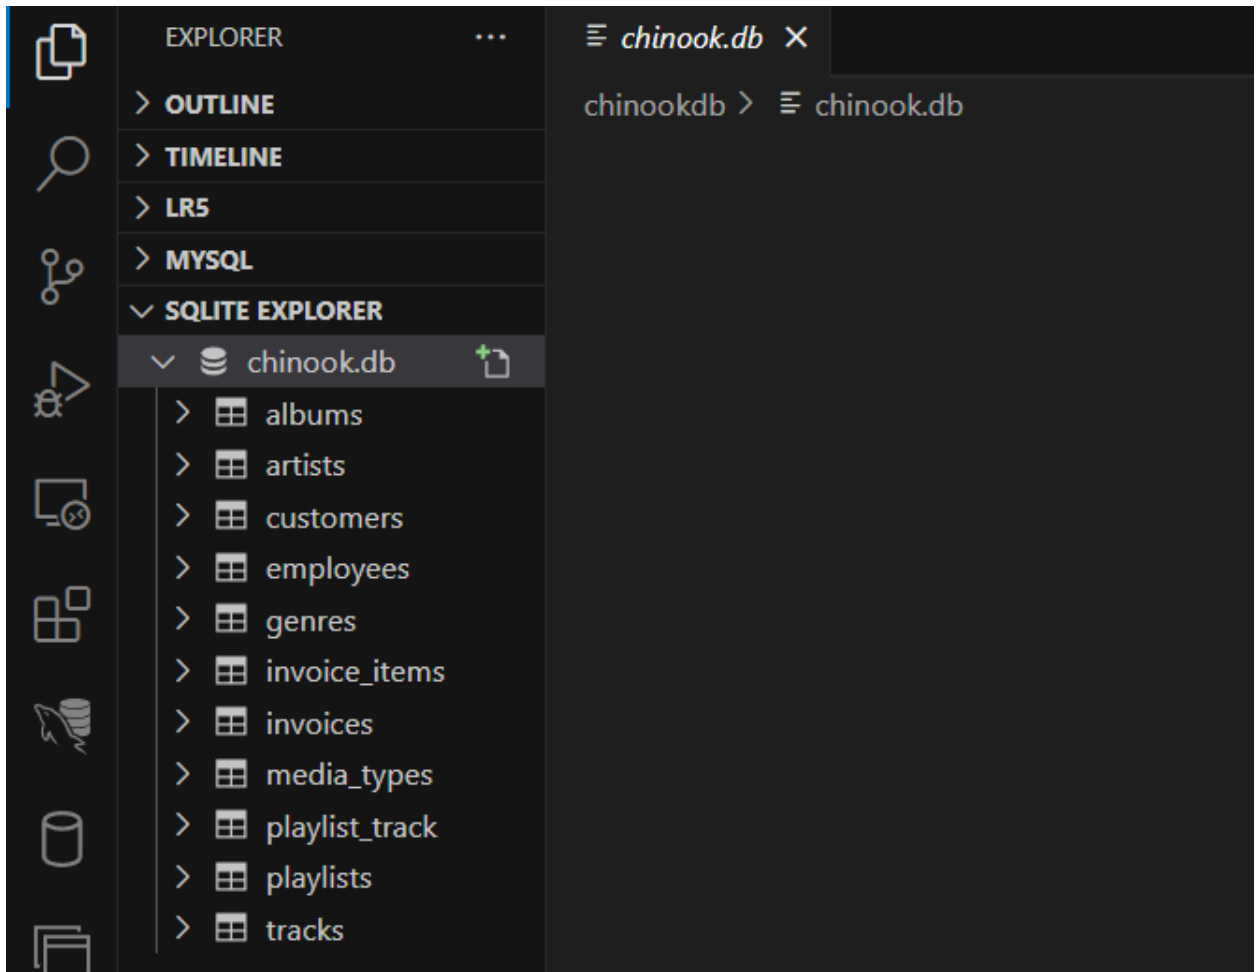 EXPLORER
OUTLINE
TIMELINE
LR5
MYSQL
SQLITE EXPLORER
chinook.db
albums
artists
customers
employees
genres
invoice_items
invoices
media_types
playlist_track
playlists
tracks
chinook.db
chinookdb > chinook.db